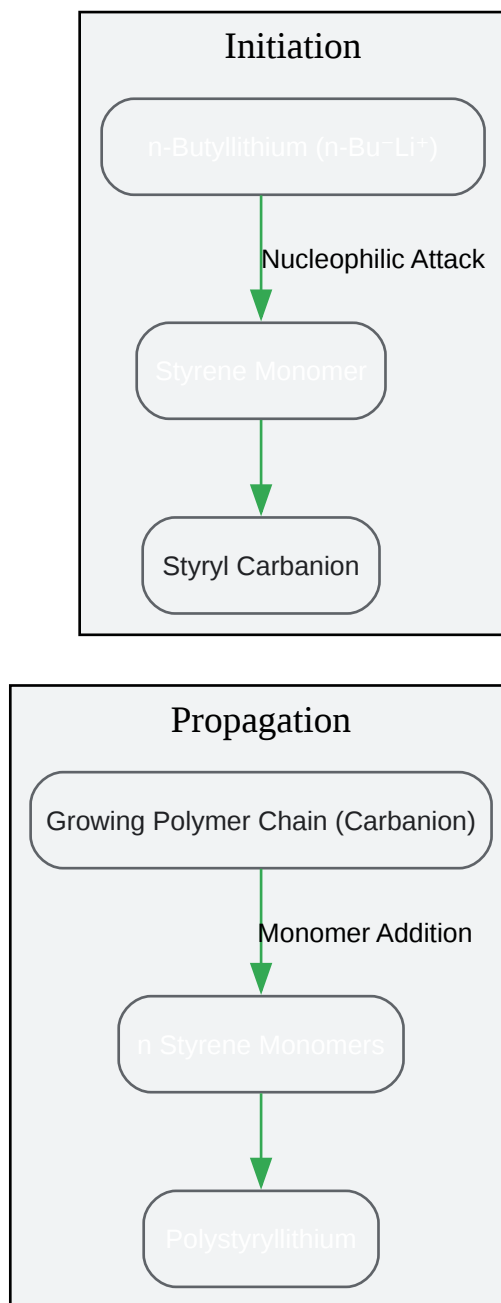 Initiation
n-Butyllithium (n-Bu⁻Li⁺)
Nucleophilic Attack
Styrene Monomer
Styryl Carbanion
Propagation
Growing Polymer Chain (Carbanion)
Monomer Addition
n Styrene Monomers
Polystyryllithium